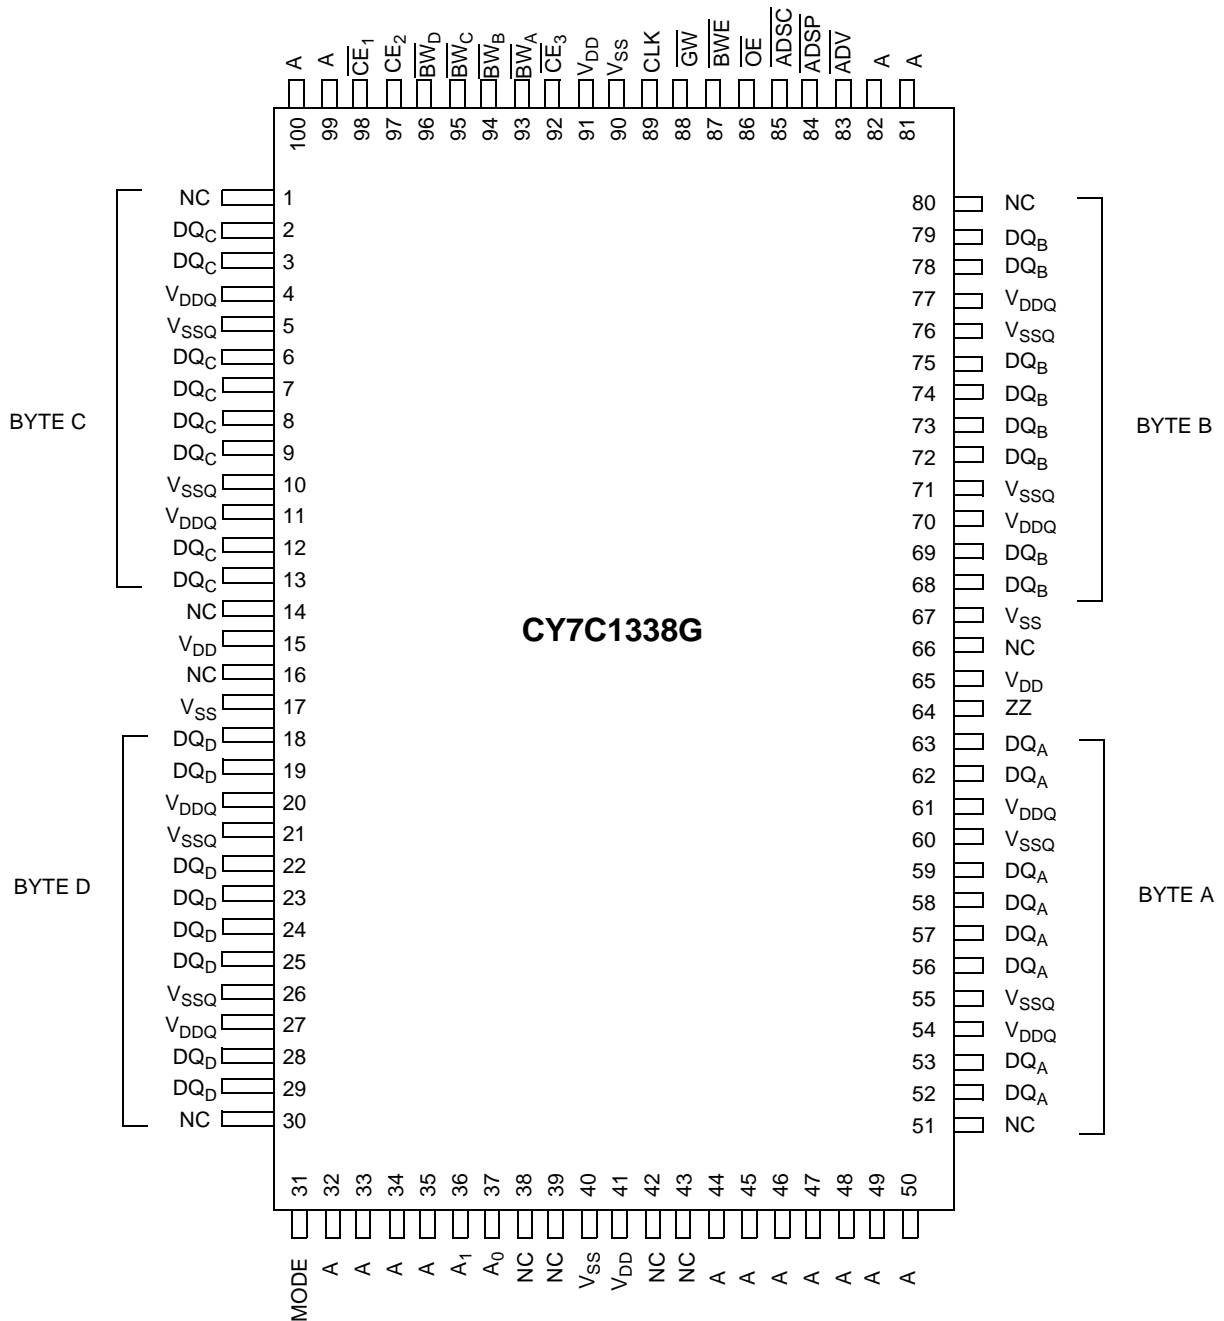 A A CE1 CE2 BWD BWC BWB BWA CE3 VDD VSS CLK GW BWE OE ADSC ADSP ADV A A
100 99 98 97 96 95 94 93 92 91 90 89 88 87 86 85 84 83 82 81
NC 1 80 NC
DQC 2 79 DQB
DQC 3 78 DQB
VDDQ 4 77 VDDQ
VSSQ 5 76 VSSQ
DQC 6 75 DQB
DQC 7 74 DQB
BYTE C DQC 8 73 DQB BYTE B
DQC 9 72 DQB
VSSQ 10 71 VSSQ
VDDQ 11 70 VDDQ
DQC 12 69 DQB
DQC 13 68 DQB
NC 14 67 VSS
CY7C1338G
VDD 15 66 NC
NC 16 65 VDD
VSS 17 64 ZZ
DQD 18 63 DQA
DQD 19 62 DQA
VDDQ 20 61 VDDQ
VSSQ 21 60 VSSQ
DQD 22 59 DQA
BYTE D DQD 23 58 DQA BYTE A
DQD 24 57 DQA
DQD 25 56 DQA
VSSQ 26 55 VSSQ
VDDQ 27 54 VDDQ
DQD 28 53 DQA
DQD 29 52 DQA
NC 30 51 NC
31 32 33 34 35 36 37 38 39 40 41 42 43 44 45 46 47 48 49 50
MODE A A A A A1 A0 NC NC VSS VDD NC NC A A A A A A A